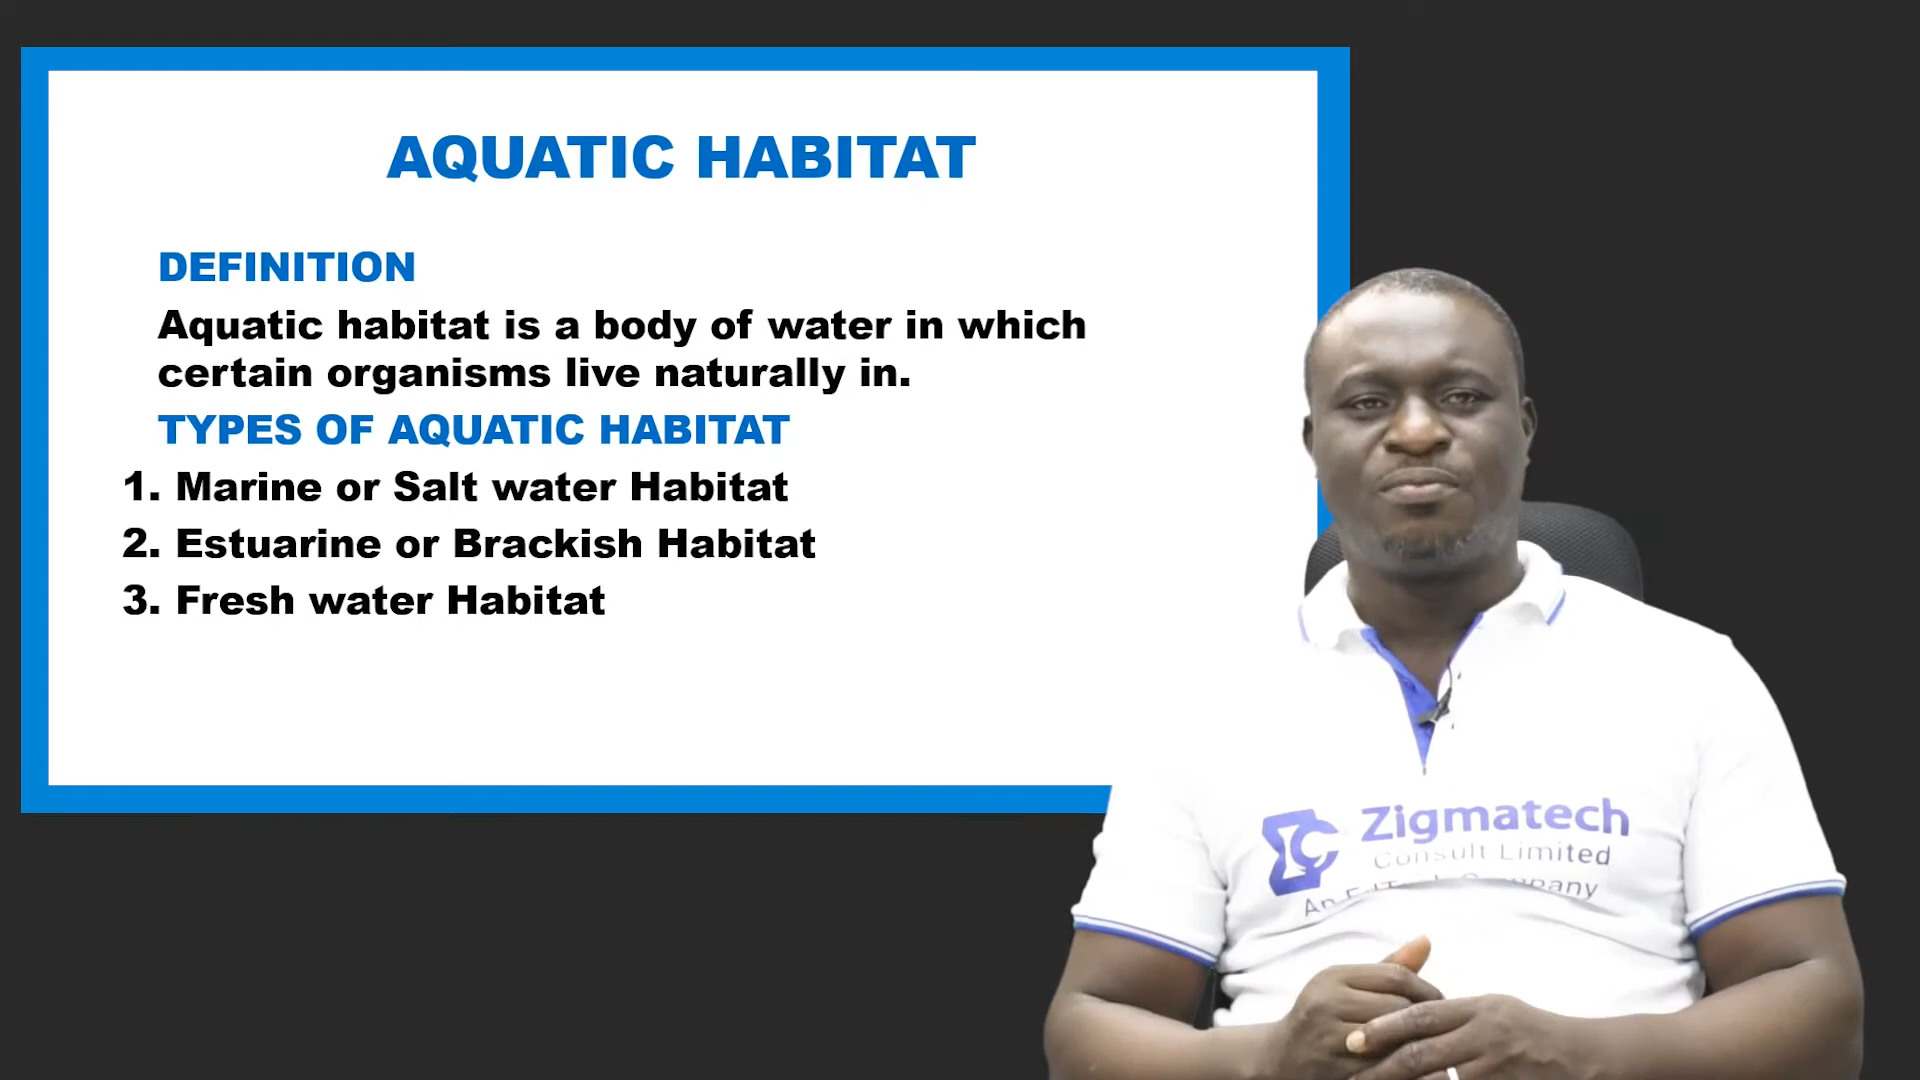 AQUATIC HABITAT
DEFINITION
Aquatic habitat is a body of water in which
certain organisms live naturally in.
TYPES OF AQUATIC HABITAT
1. Marine or Salt water Habitat
2. Estuarine or Brackish Habitat
3. Fresh water Habitat
Zigmatech
Consult Limited
An